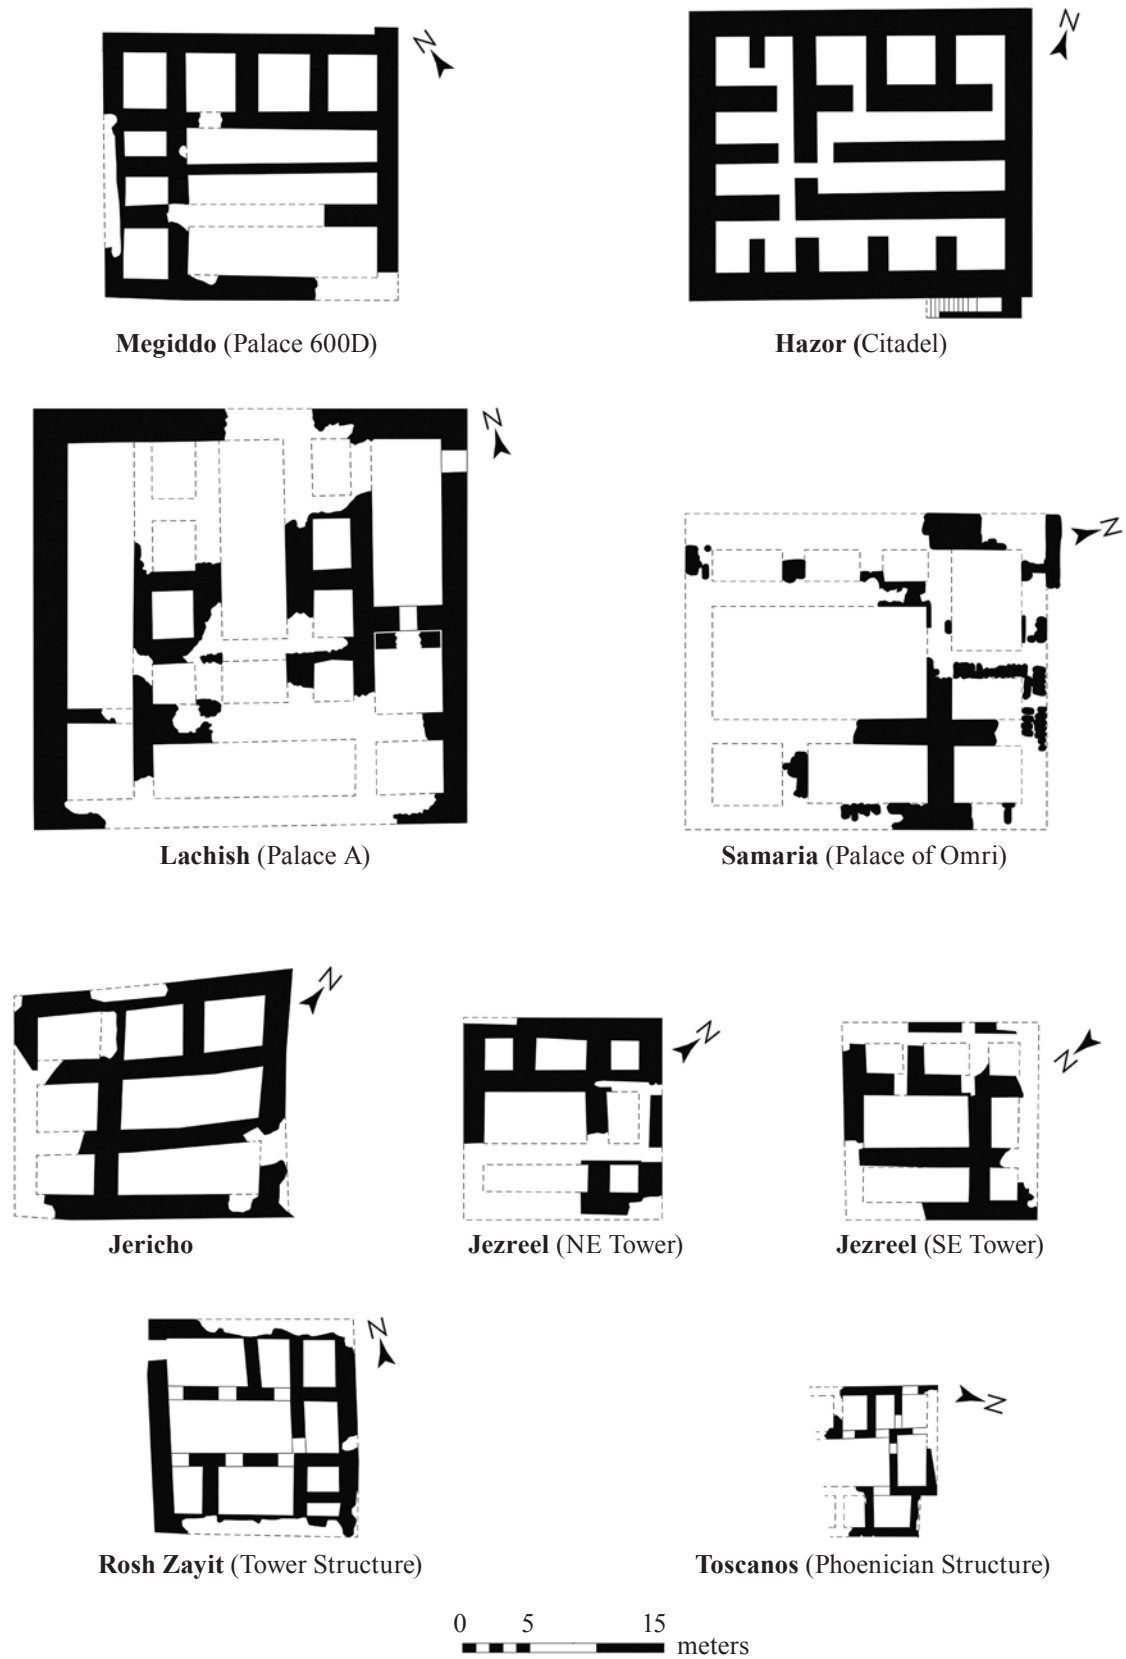 N
N
Megiddo (Palace 600D)
Hazor (Citadel)
N
N
Lachish (Palace A)
Samaria (Palace of Omri)
N
N
N
Jericho
Jezreel (NE Tower)
Jezreel (SE Tower)
N
N
Rosh Zayit (Tower Structure)
Toscanos (Phoenician Structure)
0 5 15
meters